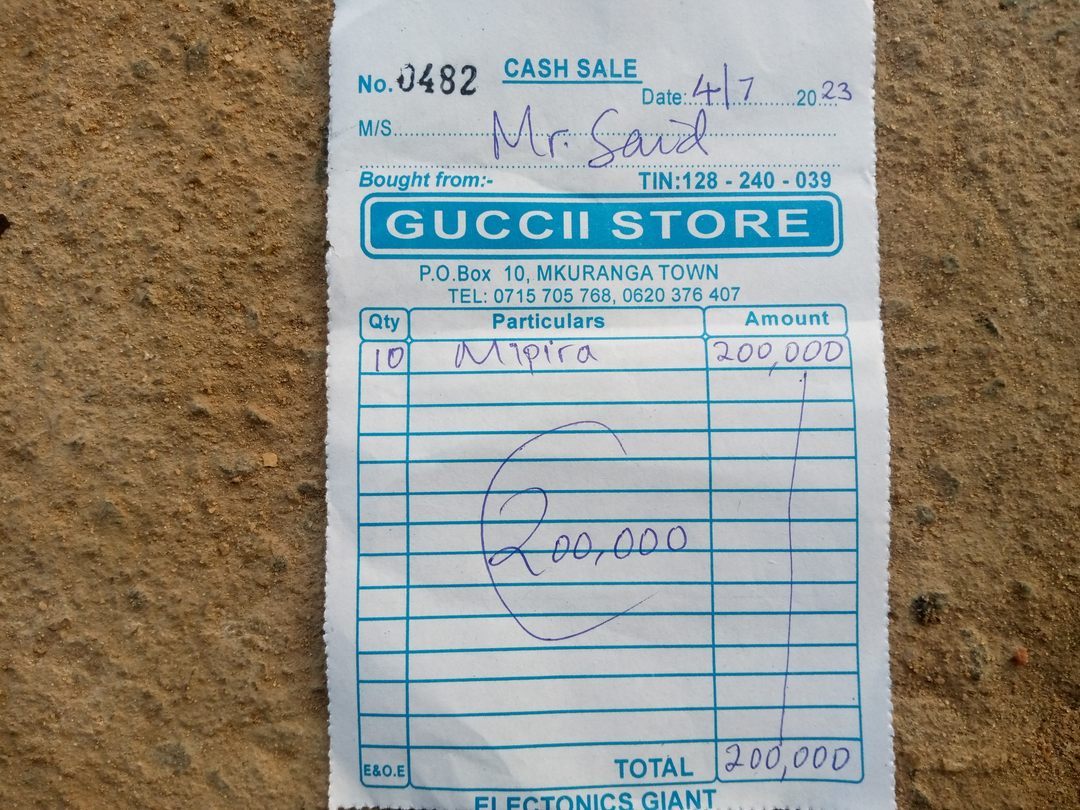 CASH SALE
No. 0482
Date: 4/7 2023
M/S Mr. Said
Bought from:- TIN:128 - 240 - 039
GUCCII STORE
P.O.Box 10, MKURANGA TOWN
TEL: 0715 705 768, 0620 376 407
Qty Particulars Amount
10 Mipira 200,000
200,000
E&O.E TOTAL 200,000
ELECTONICS GIANT